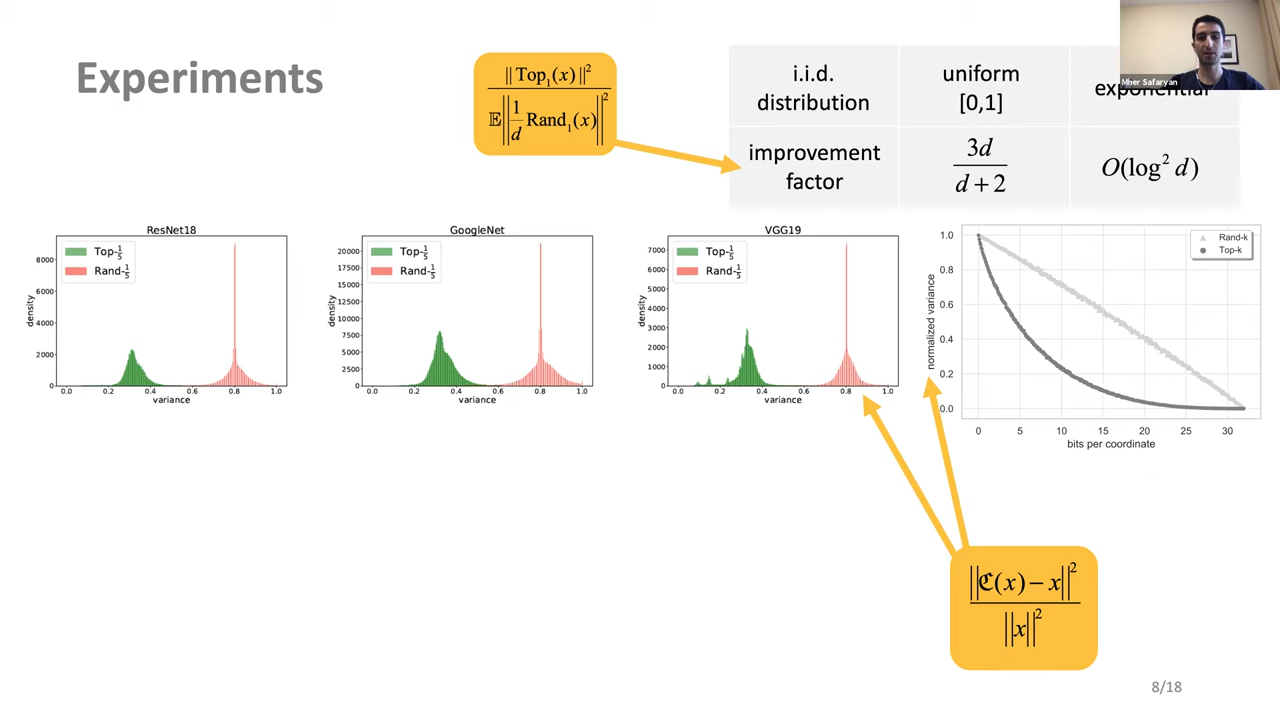 Experiments
|| Top₁(x) ||²
𝔼||1/d Rand₁(x)||²
i.i.d. distribution
uniform [0,1]
exponential
improvement factor
3d/(d + 2)
O(log² d)
Mher Safaryan
ResNet18
Top-1/5
Rand-1/5
density
8000
6000
4000
2000
0
0.0 0.2 0.4 0.6 0.8 1.0
variance
GoogleNet
Top-1/5
Rand-1/5
density
20000
17500
15000
12500
10000
7500
5000
2500
0
0.0 0.2 0.4 0.6 0.8 1.0
variance
VGG19
Top-1/5
Rand-1/5
density
7000
6000
5000
4000
3000
2000
1000
0
0.0 0.2 0.4 0.6 0.8 1.0
variance
Rand-k
Top-k
normalized variance
1.0
0.8
0.6
0.4
0.2
0.0
0 5 10 15 20 25 30
bits per coordinate
||ℭ(x) − x||²
||x||²
8/18